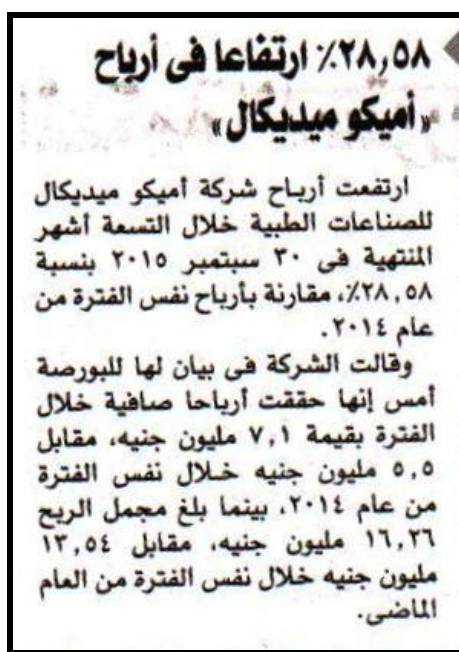 ٢٨,٥٨٪ ارتفاعا فى أرباح
«أميكو ميديكال»
ارتفعت أرباح شركة أميكو ميديكال
للصناعات الطبية خلال التسعة أشهر
المنتهية فى ٣٠ سبتمبر ٢٠١٥ بنسبة
٢٨,٥٨٪، مقارنة بأرباح نفس الفترة من
عام ٢٠١٤.
وقالت الشركة فى بيان لها للبورصة
أمس إنها حققت أرباحا صافية خلال
الفترة بقيمة ٧,١ مليون جنيه، مقابل
٥,٥ مليون جنيه خلال نفس الفترة
من عام ٢٠١٤، بينما بلغ مجمل الربح
١٦,٢٦ مليون جنيه، مقابل ١٣,٥٤
مليون جنيه خلال نفس الفترة من العام
الماضى.